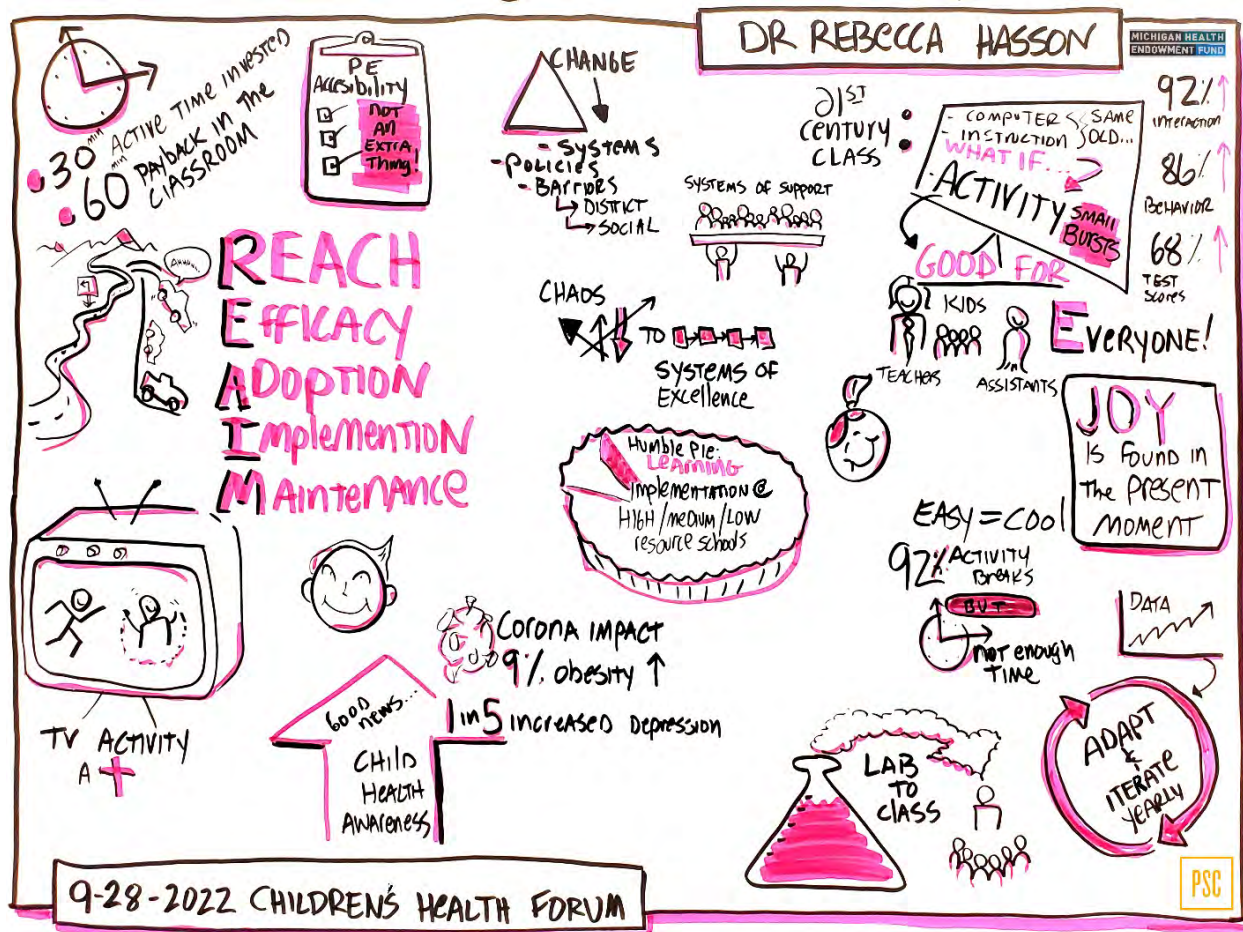 DR REBECCA HASSON
MICHIGAN HEALTH
ENDOWMENT FUND
30 min ACTIVE TIME INVESTED
60 min PAYBACK IN THE
CLASSROOM
PE
ACCESIBILITY
NOT
AN
EXTRA
THING!
CHANGE
- SYSTEMS
- POLICIES
- BARRIORS
DISTRICT
SOCIAL
SYSTEMS OF SUPPORT
21ST
CENTURY
CLASS
- COMPUTER
- INSTRUCTION
SAME
OLD...
WHAT IF...
- ACTIVITY
SMALL
BURSTS
GOOD FOR
KIDS
TEACHERS
ASSISTANTS
EVERYONE!
92%
INTERACTION
86%
BEHAVIOR
68%
TEST
SCORES
AHHHH...
REACH
EFFICACY
ADOPTION
IMPLEMENTION
MAINTENANCE
CHAOS
TO
SYSTEMS OF
EXCELLENCE
HUMBLE PIE:
LEARNING
IMPLEMENTATION @
HIGH/MEDIUM/LOW
RESOURCE SCHOOLS
JOY
IS FOUND IN
THE PRESENT
MOMENT
EASY = COOL
92% ACTIVITY
BREAKS
BUT
NOT ENOUGH
TIME
DATA
ADAPT
&
ITERATE
YEARLY
TV ACTIVITY
A +
CORONA IMPACT
9% OBESITY ↑
1 IN 5 INCREASED DEPRESSION
GOOD
NEWS...
CHILD
HEALTH
AWARENESS
LAB
TO
CLASS
9-28-2022 CHILDREN'S HEALTH FORUM
PSC